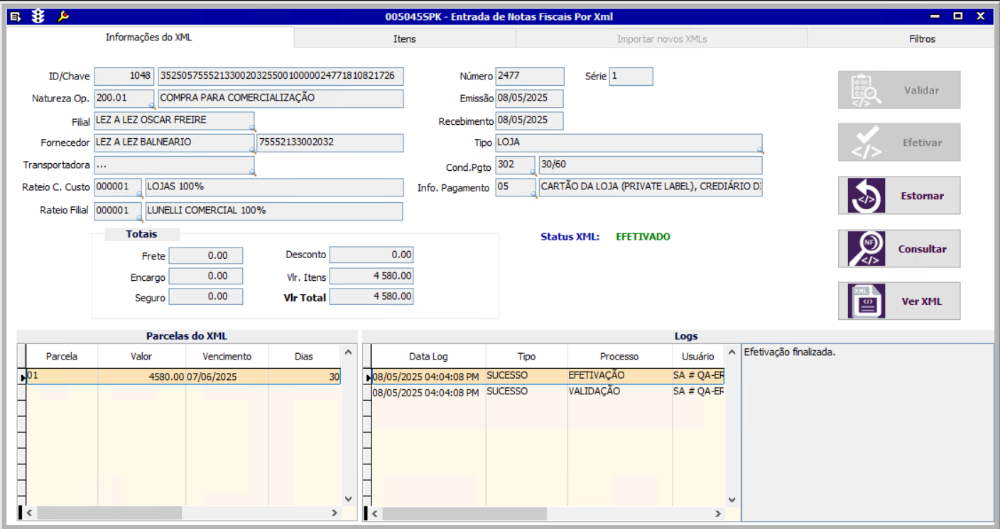 005045SPK - Entrada de Notas Fiscais Por Xml
Informações do XML Itens Importar novos XMLs Filtros
ID/Chave 1048 35250575552133002032550010000024771810821726 Número 2477 Série 1
Validar
Natureza Op. 200.01 COMPRA PARA COMERCIALIZAÇÃO Emissão 08/05/2025
Filial LEZ A LEZ OSCAR FREIRE Recebimento 08/05/2025
Fornecedor LEZ A LEZ BALNEARIO 75552133002032 Tipo LOJA
Efetivar
Transportadora ... Cond.Pgto 302 30/60
Rateio C. Custo 000001 LOJAS 100% Info. Pagamento 05 CARTÃO DA LOJA (PRIVATE LABEL), CREDIÁRIO D
Estornar
Rateio Filial 000001 LUNELLI COMERCIAL 100%
Totais
Status XML: EFETIVADO
Frete 0.00 Desconto 0.00
NF
Consultar
Encargo 0.00 Vlr. Itens 4 580.00
Seguro 0.00 Vlr Total 4 580.00
XML
Ver XML
Parcelas do XML Logs
Parcela Valor Vencimento Dias Data Log Tipo Processo Usuário
Efetivação finalizada.
01 4580.00 07/06/2025 30 08/05/2025 04:04:08 PM SUCESSO EFETIVAÇÃO SA # QA-ER
08/05/2025 04:04:08 PM SUCESSO VALIDAÇÃO SA # QA-ER